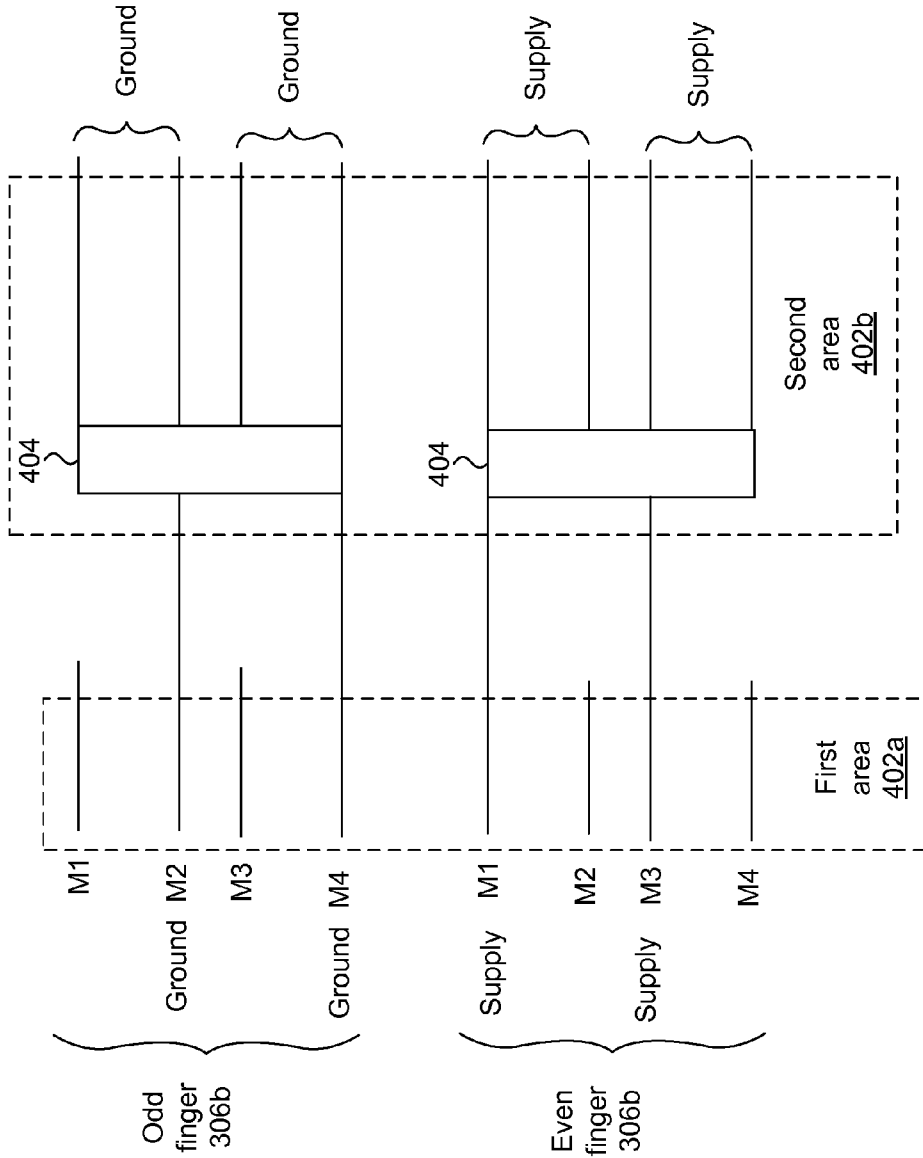 Odd
finger
306b
Ground
Ground
M1
M2
M3
M4
404
Ground
Ground
Even
finger
306b
Supply
Supply
M1
M2
M3
M4
404
Supply
Supply
First
area
402a
Second
area
402b